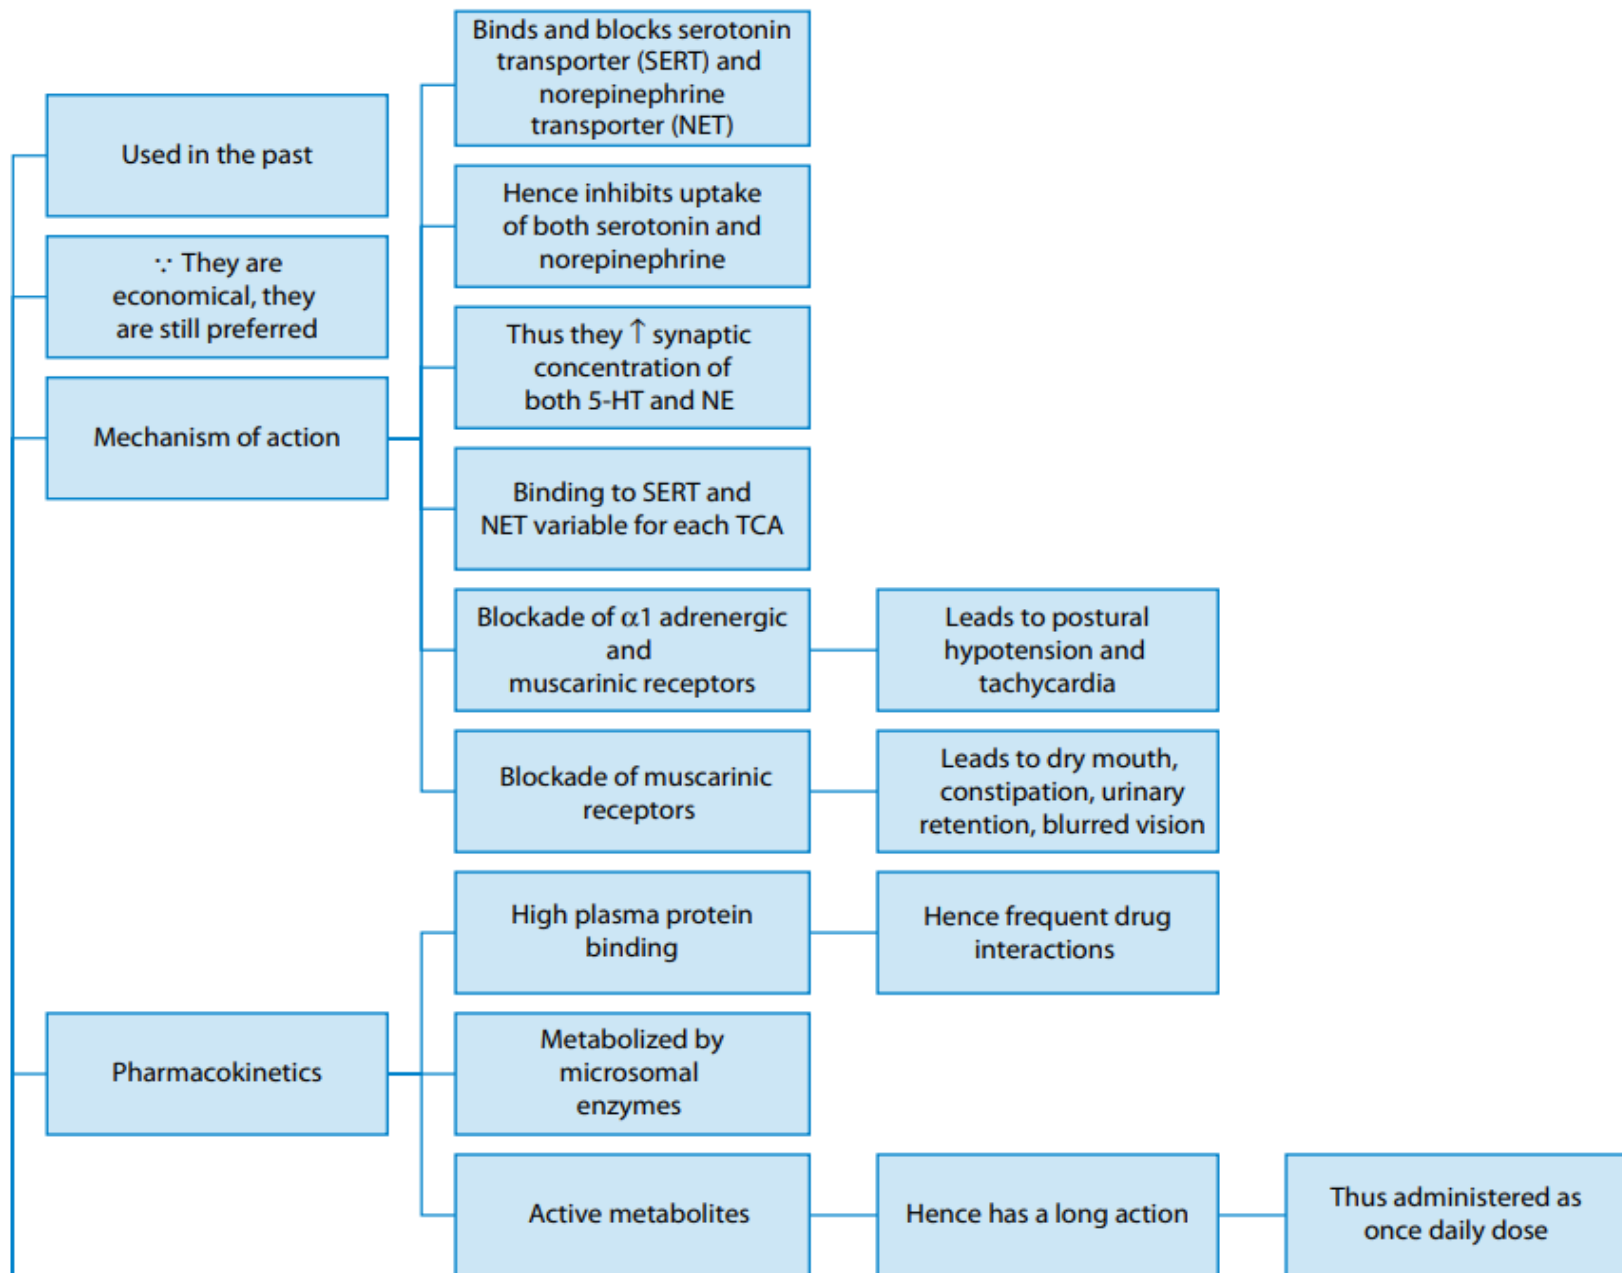 Used in the past
∵ They are
economical, they
are still preferred
Mechanism of action
Binds and blocks serotonin
transporter (SERT) and
norepinephrine
transporter (NET)
Hence inhibits uptake
of both serotonin and
norepinephrine
Thus they ↑ synaptic
concentration of
both 5-HT and NE
Binding to SERT and
NET variable for each TCA
Blockade of α1 adrenergic
and
muscarinic receptors
Leads to postural
hypotension and
tachycardia
Blockade of muscarinic
receptors
Leads to dry mouth,
constipation, urinary
retention, blurred vision
Pharmacokinetics
High plasma protein
binding
Hence frequent drug
interactions
Metabolized by
microsomal
enzymes
Active metabolites
Hence has a long action
Thus administered as
once daily dose